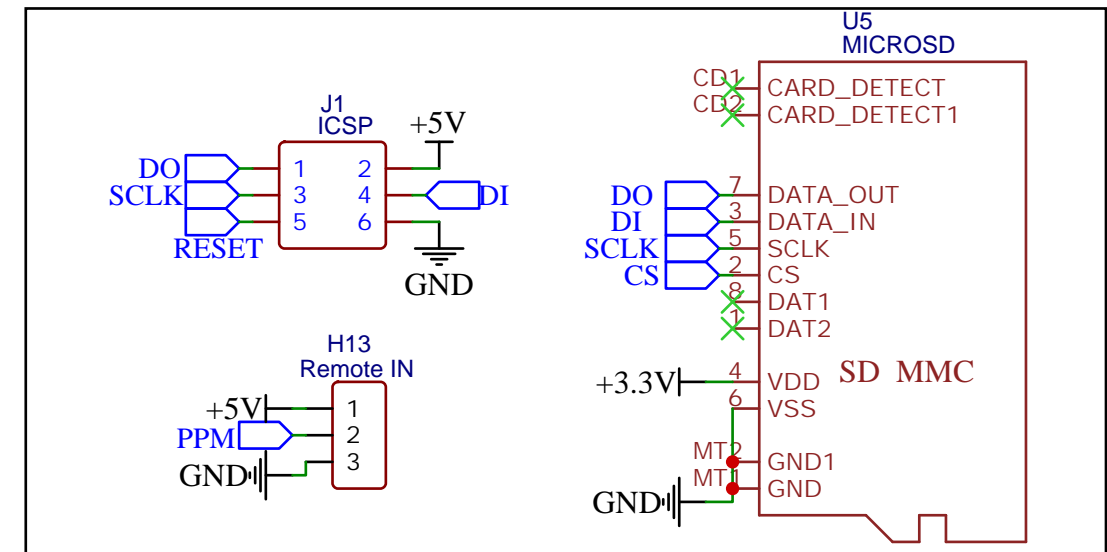 J1
ICSP
+5V
DO
1
2
SCLK
3
4
DI
5
6
RESET
GND
H13
Remote IN
+5V
1
PPM
2
GND
3
U5
MICROSD
CD1
CARD_DETECT
CD2
CARD_DETECT1
DO
7
DATA_OUT
DI
3
DATA_IN
SCLK
5
SCLK
CS
2
CS
8
DAT1
1
DAT2
SD MMC
+3.3V
4
VDD
6
VSS
MT2
GND1
MT1
GND
GND